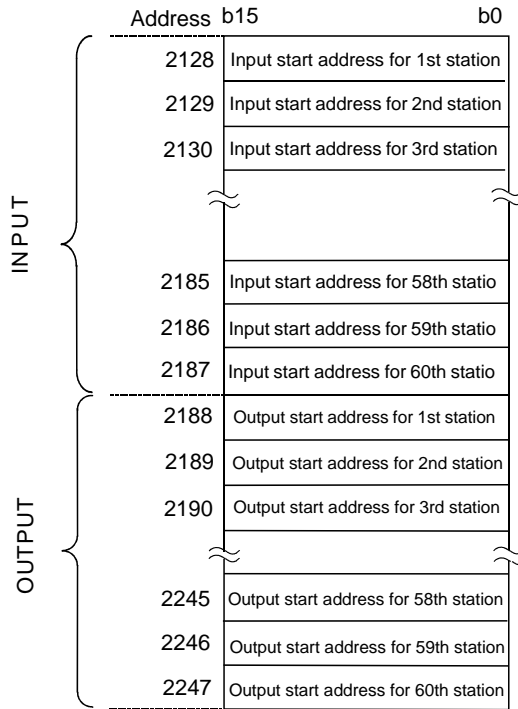 Address b15 b0
2128 Input start address for 1st station
2129 Input start address for 2nd station
2130 Input start address for 3rd station
INPUT
2185 Input start address for 58th statio
2186 Input start address for 59th statio
2187 Input start address for 60th statio
2188 Output start address for 1st station
2189 Output start address for 2nd station
2190 Output start address for 3rd station
OUTPUT
2245 Output start address for 58th station
2246 Output start address for 59th station
2247 Output start address for 60th station